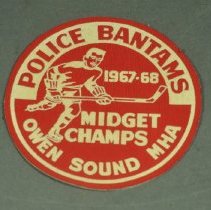 POLICE BANTAMS
1967-68
MIDGET
CHAMPS
OWEN SOUND MHA